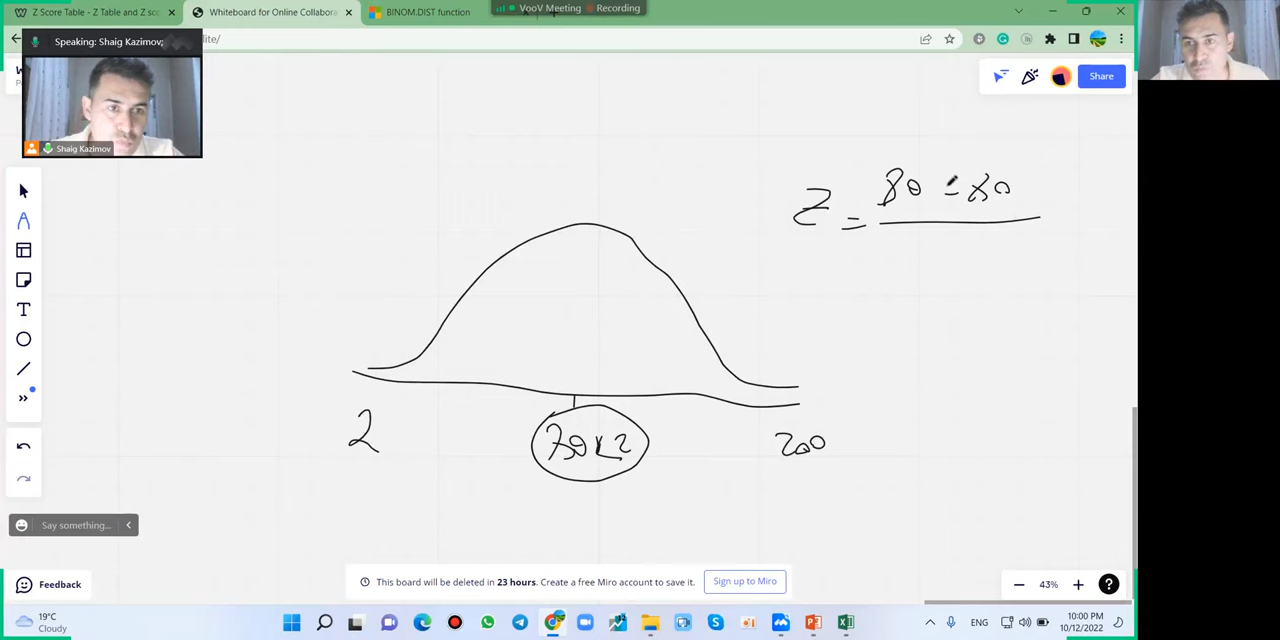 Z Score Table - Z Table and Z sco
Whiteboard for Online Collabora
BINOM.DIST function
VooV Meeting
Recording
Speaking: Shaig Kazimov;
lite/
Share
Shaig Kazimov
Z = 80 - 80
2
200
T
Say something...
Feedback
This board will be deleted in 23 hours. Create a free Miro account to save it.
Sign up to Miro
43%
?
19°C
Cloudy
ENG
10:00 PM
10/12/2022